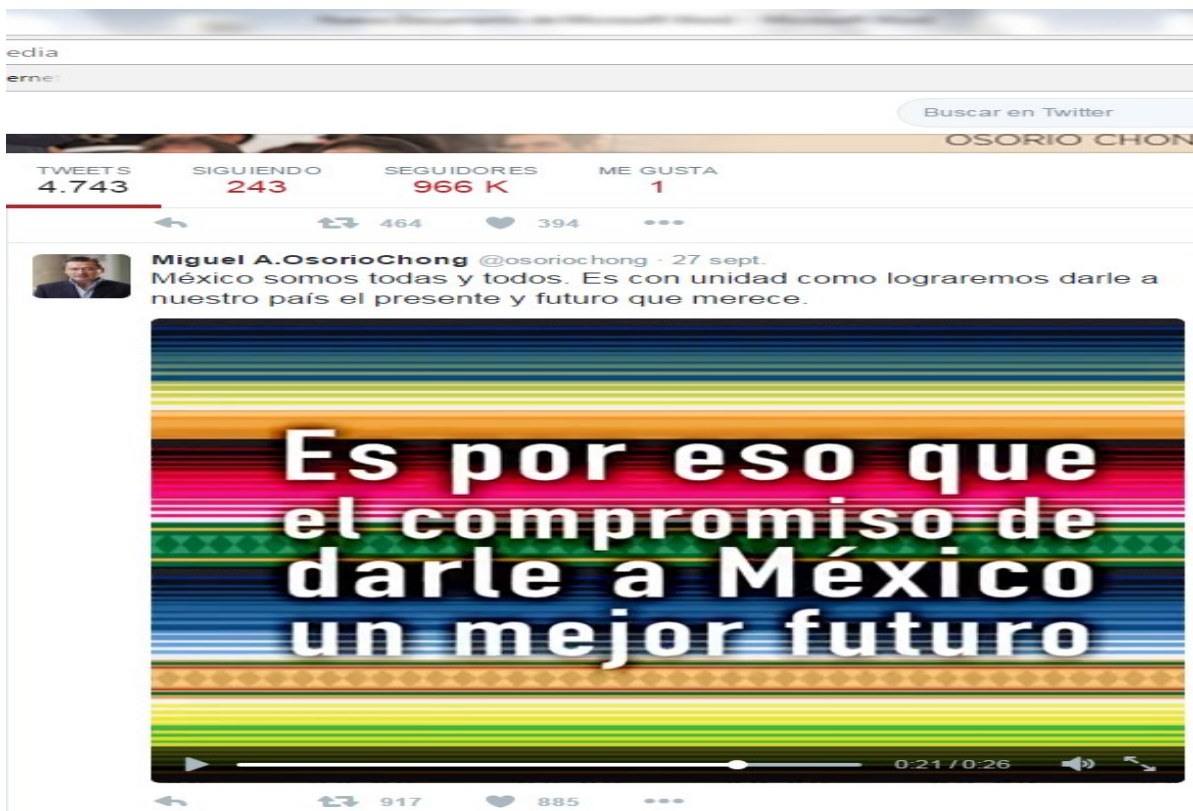 edia
Buscar en Twitter
OSORIO CHON
TWEETS SIGUIENDO SEGUIDORES ME GUSTA
4.743 243 966 K 1
464 394
Miguel A.OsorioChong @osoriochong · 27 sept.
México somos todas y todos. Es con unidad como lograremos darle a
nuestro país el presente y futuro que merece.
Es por eso que
el compromiso de
darle a México
un mejor futuro
0:21 / 0:26
917 885